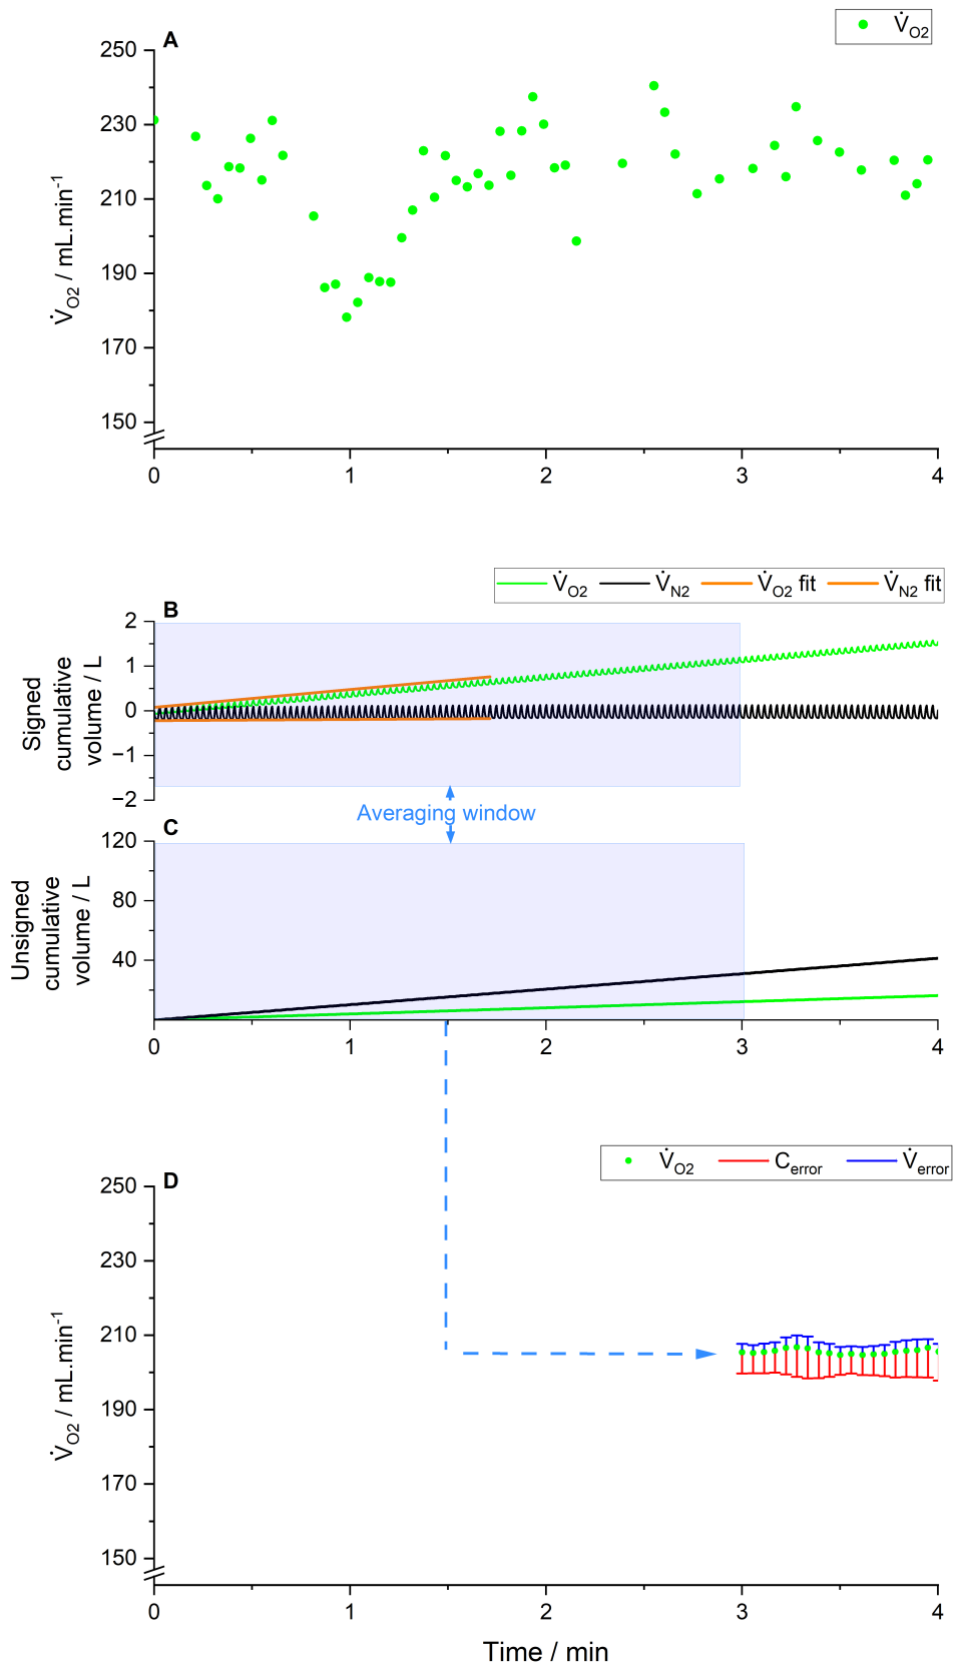 A
V̇O2
250
230
210
190
170
150
V̇O2 / mL.min-1
0 1 2 3 4
V̇O2 V̇N2 V̇O2 fit V̇N2 fit
B
2
1
0
−1
−2
Signed
cumulative
volume / L
Averaging window
C
120
80
40
Unsigned
cumulative
volume / L
0 1 2 3 4
V̇O2 Cerror V̇error
D
250
230
210
190
170
150
V̇O2 / mL.min-1
0 1 2 3 4
Time / min